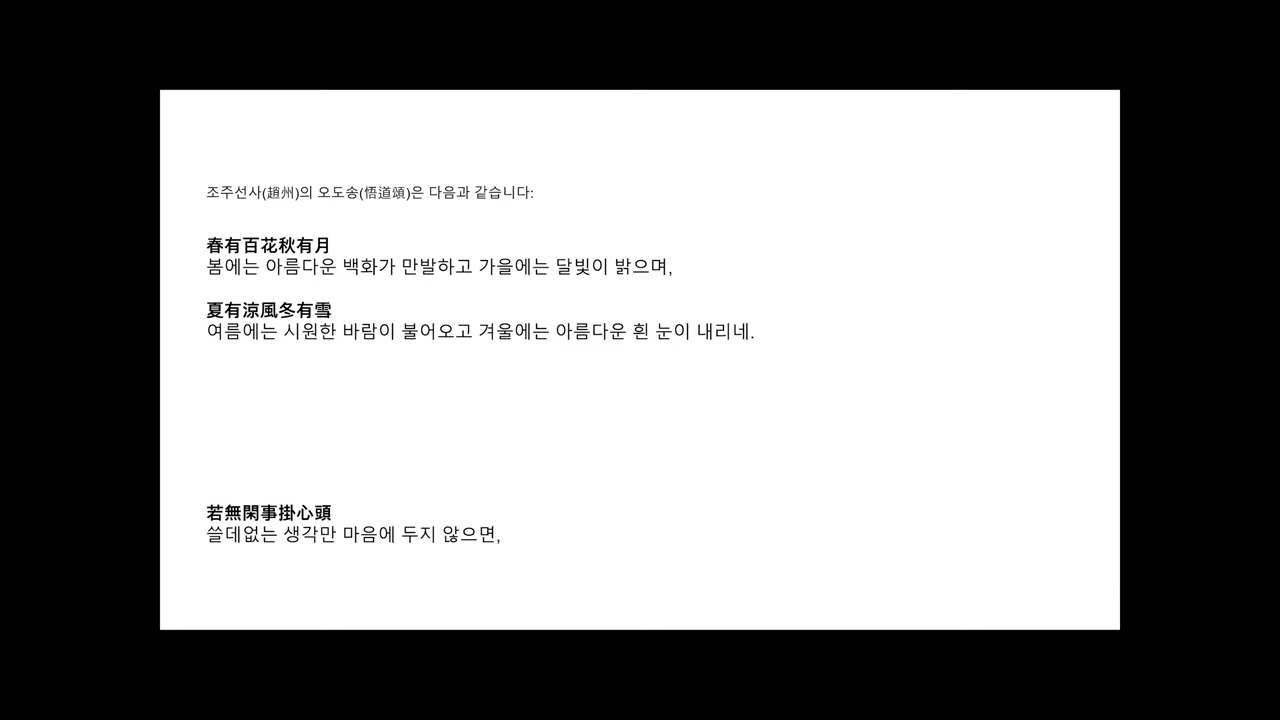 조주선사(趙州)의 오도송(悟道頌)은 다음과 같습니다:
春有百花秋有月
봄에는 아름다운 백화가 만발하고 가을에는 달빛이 밝으며,
夏有涼風冬有雪
여름에는 시원한 바람이 불어오고 겨울에는 아름다운 흰 눈이 내리네.
若無閑事掛心頭
쓸데없는 생각만 마음에 두지 않으면,